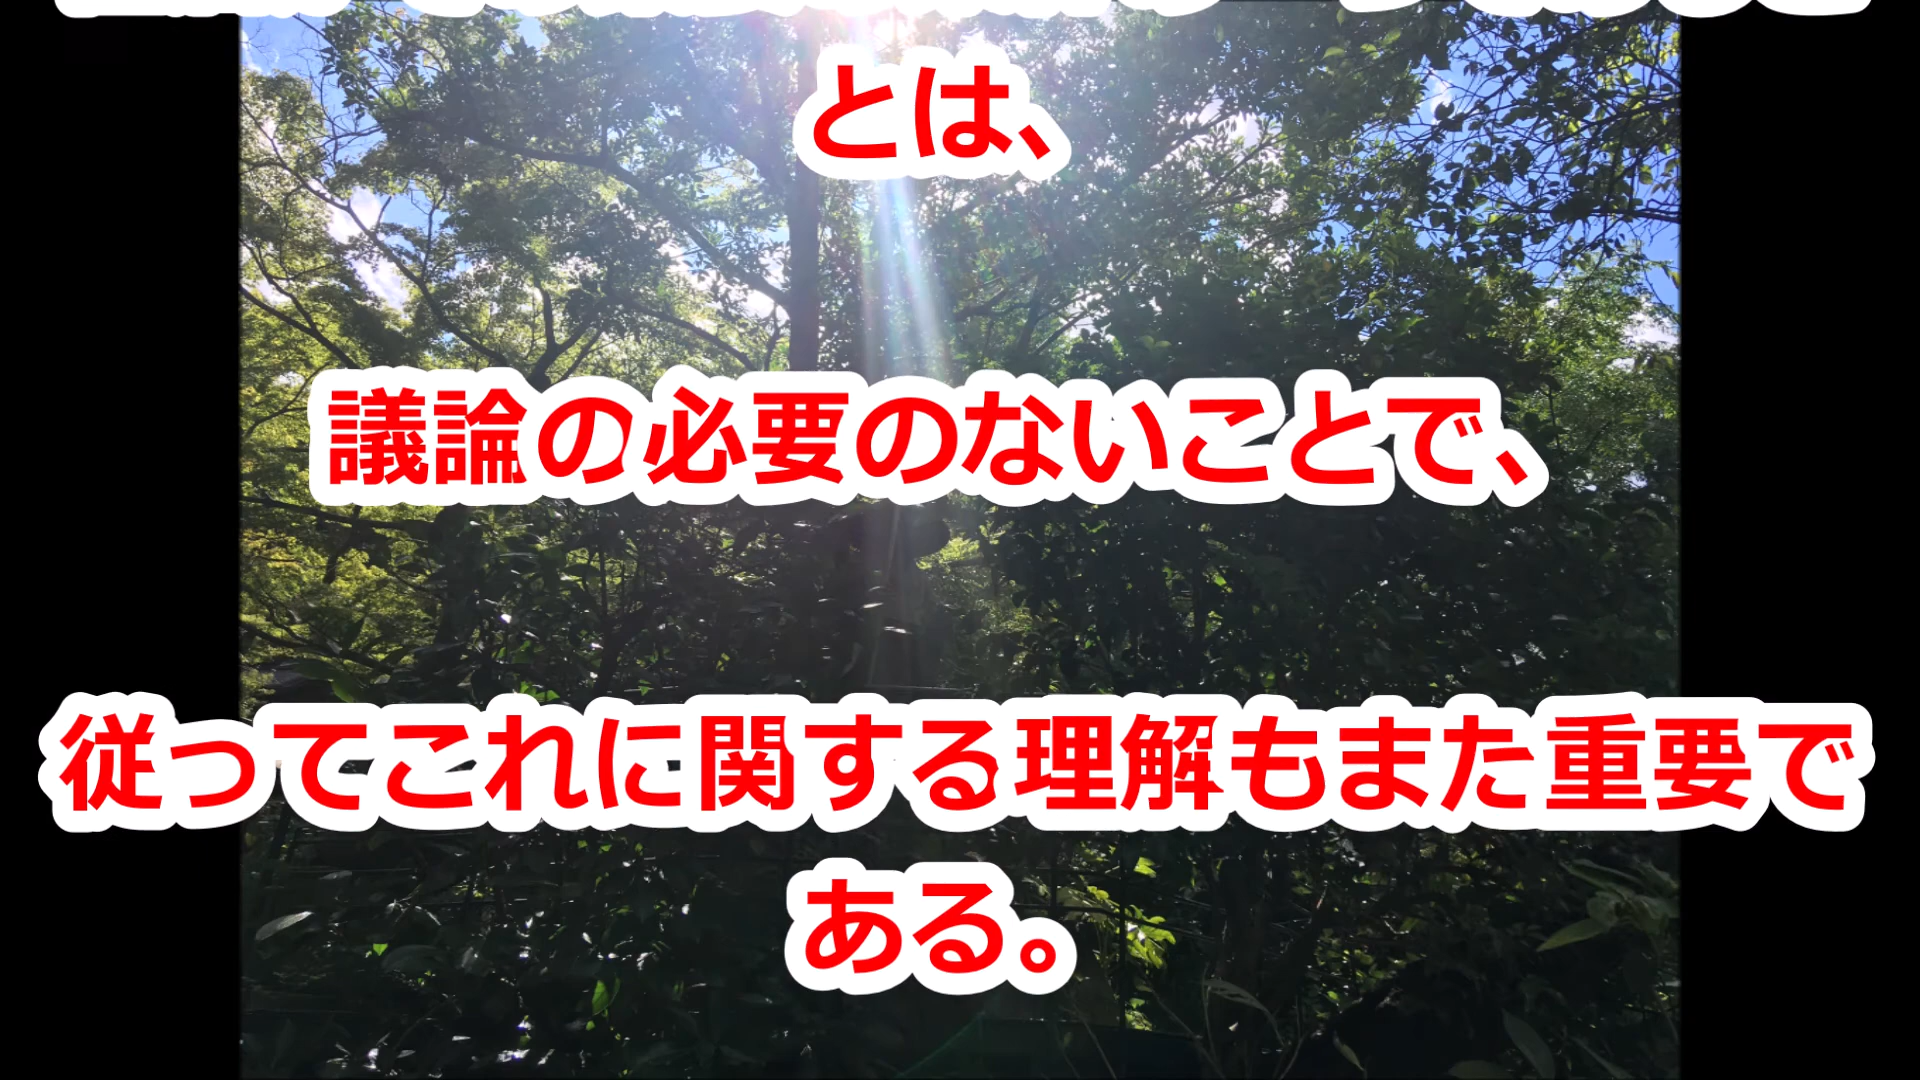 とは、
議論の必要のないことで、
従ってこれに関する理解もまた重要で
ある。